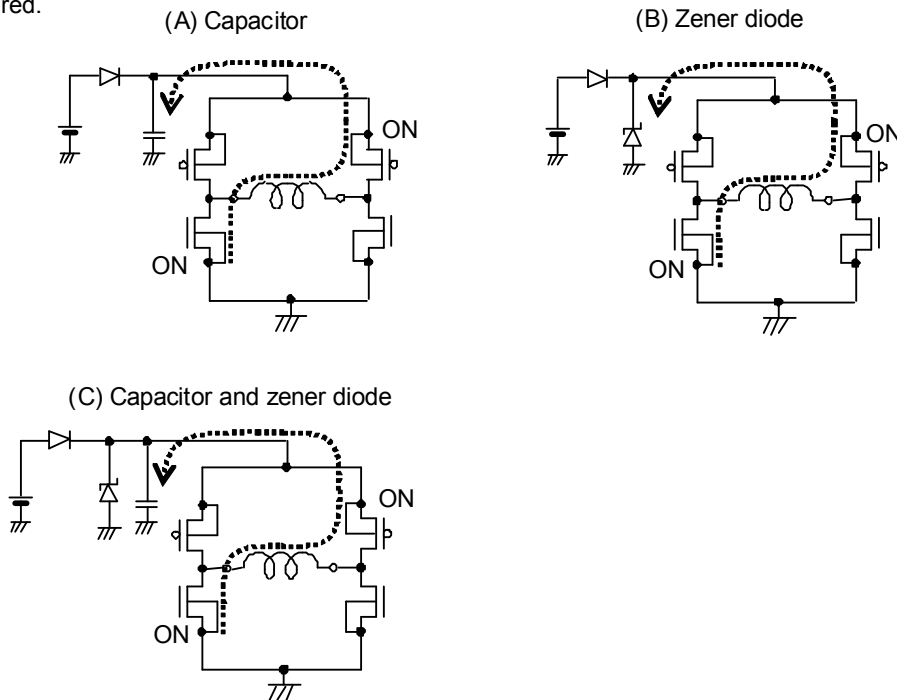 red.
(A) Capacitor
(B) Zener diode
ON
ON
ON
ON
(C) Capacitor and zener diode
ON
ON